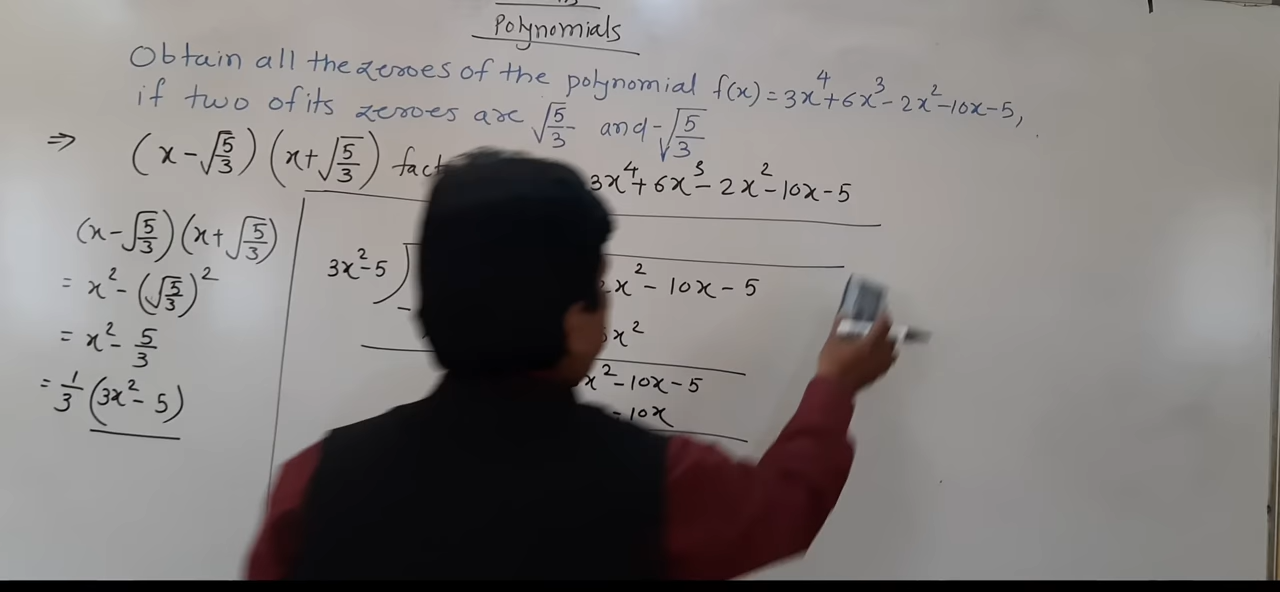 Polynomials
Obtain all the zeroes of the polynomial f(x) = 3x⁴+6x³-2x²-10x-5,
if two of its zeroes are √5/3 and -√5/3
⇒ (x-√5/3)(x+√5/3)
3x⁴+6x³-2x²-10x-5
(x-√5/3)(x+√5/3)
= x²-(√5/3)²
= x²-5/3
= 1/3(3x²-5)
3x²-5)
x²-10x-5
x²
x²-10x-5
-10x